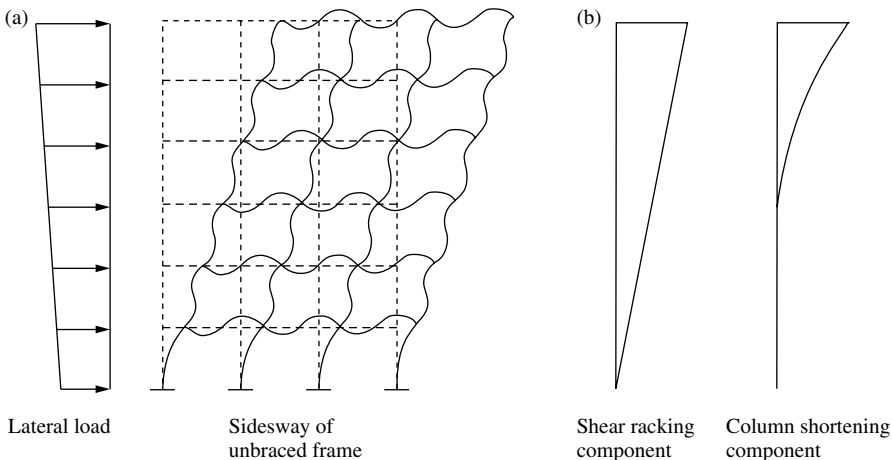 (a)
(b)
Lateral load
Sidesway of
unbraced frame
Shear racking
component
Column shortening
component